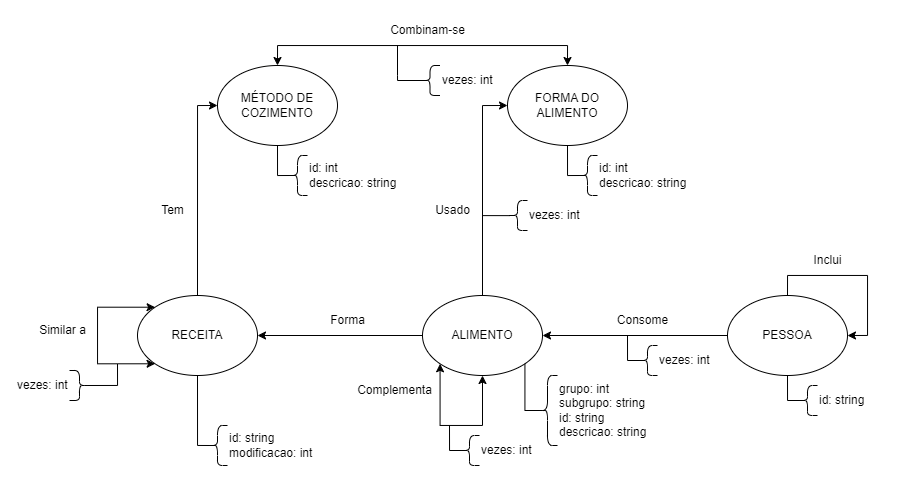 Combinam-se
vezes: int
MÉTODO DE
COZIMENTO
FORMA DO
ALIMENTO
id: int
descricao: string
id: int
descricao: string
Tem
Usado
vezes: int
Inclui
Similar a
RECEITA
Forma
ALIMENTO
Consome
PESSOA
vezes: int
vezes: int
Complementa
grupo: int
subgrupo: string
id: string
descricao: string
id: string
id: string
modificacao: int
vezes: int